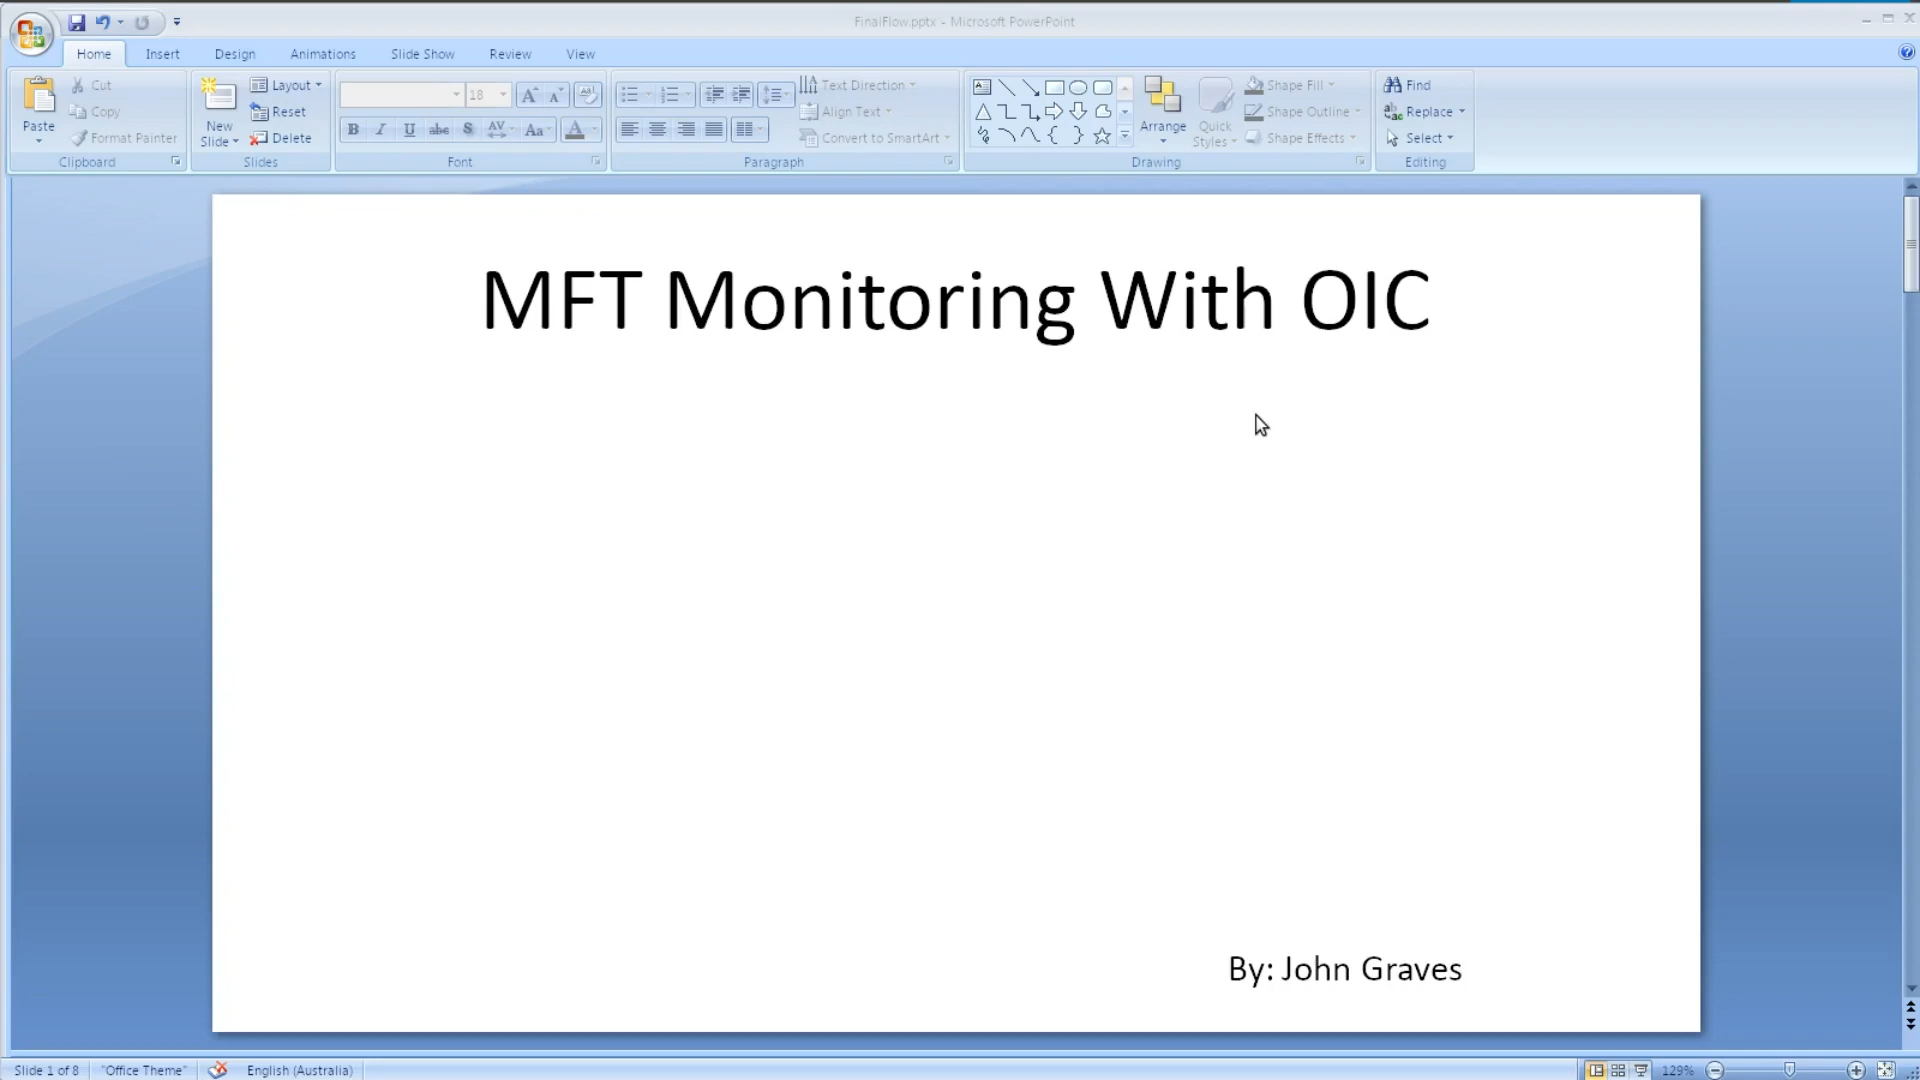 FinalFlow.pptx - Microsoft PowerPoint
Home Insert Design Animations Slide Show Review View
Paste
Cut
Copy
Format Painter
Clipboard
New
Slide
Layout
Reset
Delete
Slides
18
Font
Text Direction
Align Text
Convert to SmartArt
Paragraph
Arrange
Quick
Styles
Shape Fill
Shape Outline
Shape Effects
Drawing
Find
Replace
Select
Editing
MFT Monitoring With OIC
By: John Graves
Slide 1 of 8 "Office Theme" English (Australia) 129%